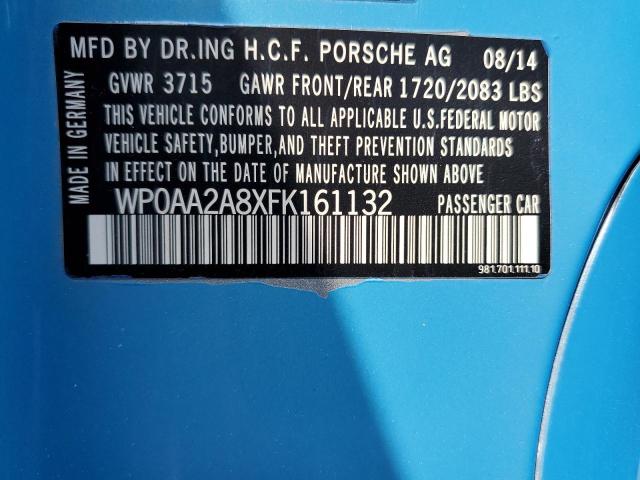 MFD BY DR.ING H.C.F. PORSCHE AG 08/14
GVWR 3715 GAWR FRONT/REAR 1720/2083 LBS
THIS VEHICLE CONFORMS TO ALL APPLICABLE U.S.FEDERAL MOTOR
VEHICLE SAFETY,BUMPER,AND THEFT PREVENTION STANDARDS
IN EFFECT ON THE DATE OF MANUFACTURE SHOWN ABOVE
WP0AA2A8XFK161132 PASSENGER CAR
981.701.111.10
MADE IN GERMANY